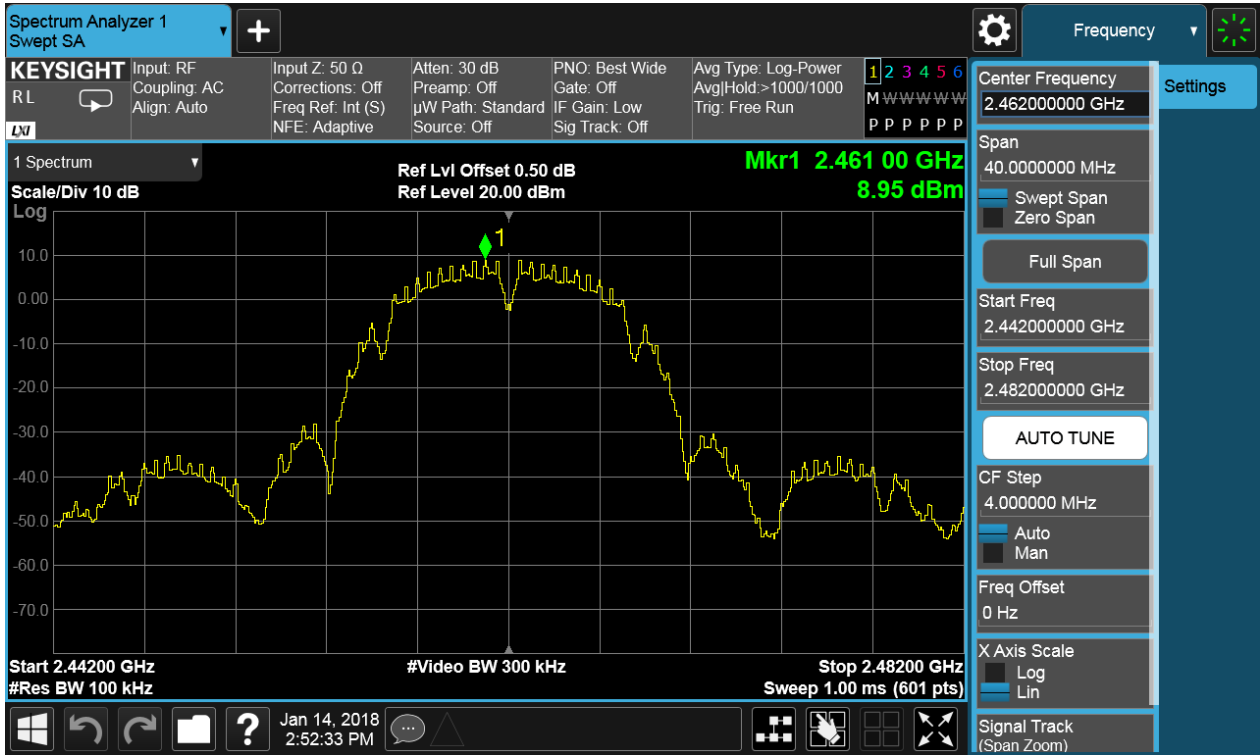 Spectrum Analyzer 1
Swept SA
+
Frequency
KEYSIGHT
RL
LXI
Input: RF
Coupling: AC
Align: Auto
Input Z: 50 Ω
Corrections: Off
Freq Ref: Int (S)
NFE: Adaptive
Atten: 30 dB
Preamp: Off
µW Path: Standard
Source: Off
PNO: Best Wide
Gate: Off
IF Gain: Low
Sig Track: Off
Avg Type: Log-Power
Avg|Hold:>1000/1000
Trig: Free Run
1 2 3 4 5 6
M W W W W W
P P P P P P
1 Spectrum
Scale/Div 10 dB
Log
Ref Lvl Offset 0.50 dB
Ref Level 20.00 dBm
Mkr1 2.461 00 GHz
8.95 dBm
1
10.0
0.00
-10.0
-20.0
-30.0
-40.0
-50.0
-60.0
-70.0
Start 2.44200 GHz
#Res BW 100 kHz
#Video BW 300 kHz
Stop 2.48200 GHz
Sweep 1.00 ms (601 pts)
Center Frequency
2.462000000 GHz
Settings
Span
40.0000000 MHz
Swept Span
Zero Span
Full Span
Start Freq
2.442000000 GHz
Stop Freq
2.482000000 GHz
AUTO TUNE
CF Step
4.000000 MHz
Auto
Man
Freq Offset
0 Hz
X Axis Scale
Log
Lin
Signal Track
(Span Zoom)
?
Jan 14, 2018
2:52:33 PM